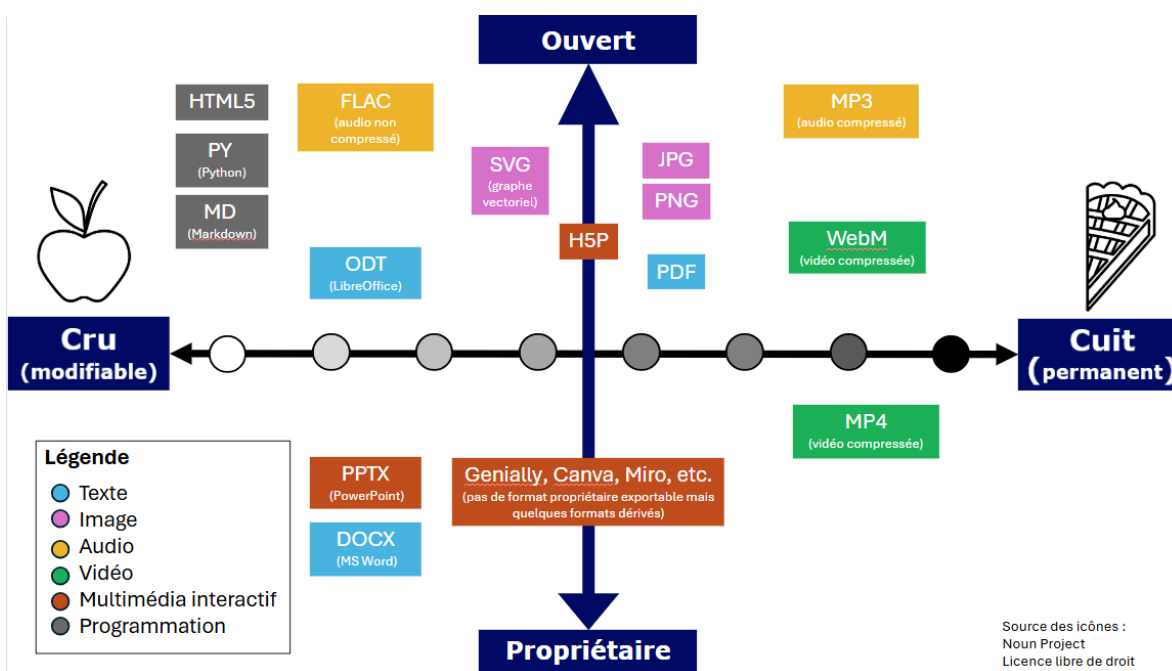 Ouvert
HTML5
FLAC
(audio non
compressé)
MP3
(audio compressé)
PY
(Python)
SVG
(graphe
vectoriel)
JPG
PNG
MD
(Markdown)
H5P
WebM
(vidéo compressée)
ODT
(LibreOffice)
PDF
Cru
(modifiable)
Cuit
(permanent)
MP4
(vidéo compressée)
Légende
Texte
Image
Audio
Vidéo
Multimédia interactif
Programmation
PPTX
(PowerPoint)
Genially, Canva, Miro, etc.
(pas de format propriétaire exportable mais
quelques formats dérivés)
DOCX
(MS Word)
Propriétaire
Source des icônes :
Noun Project
Licence libre de droit